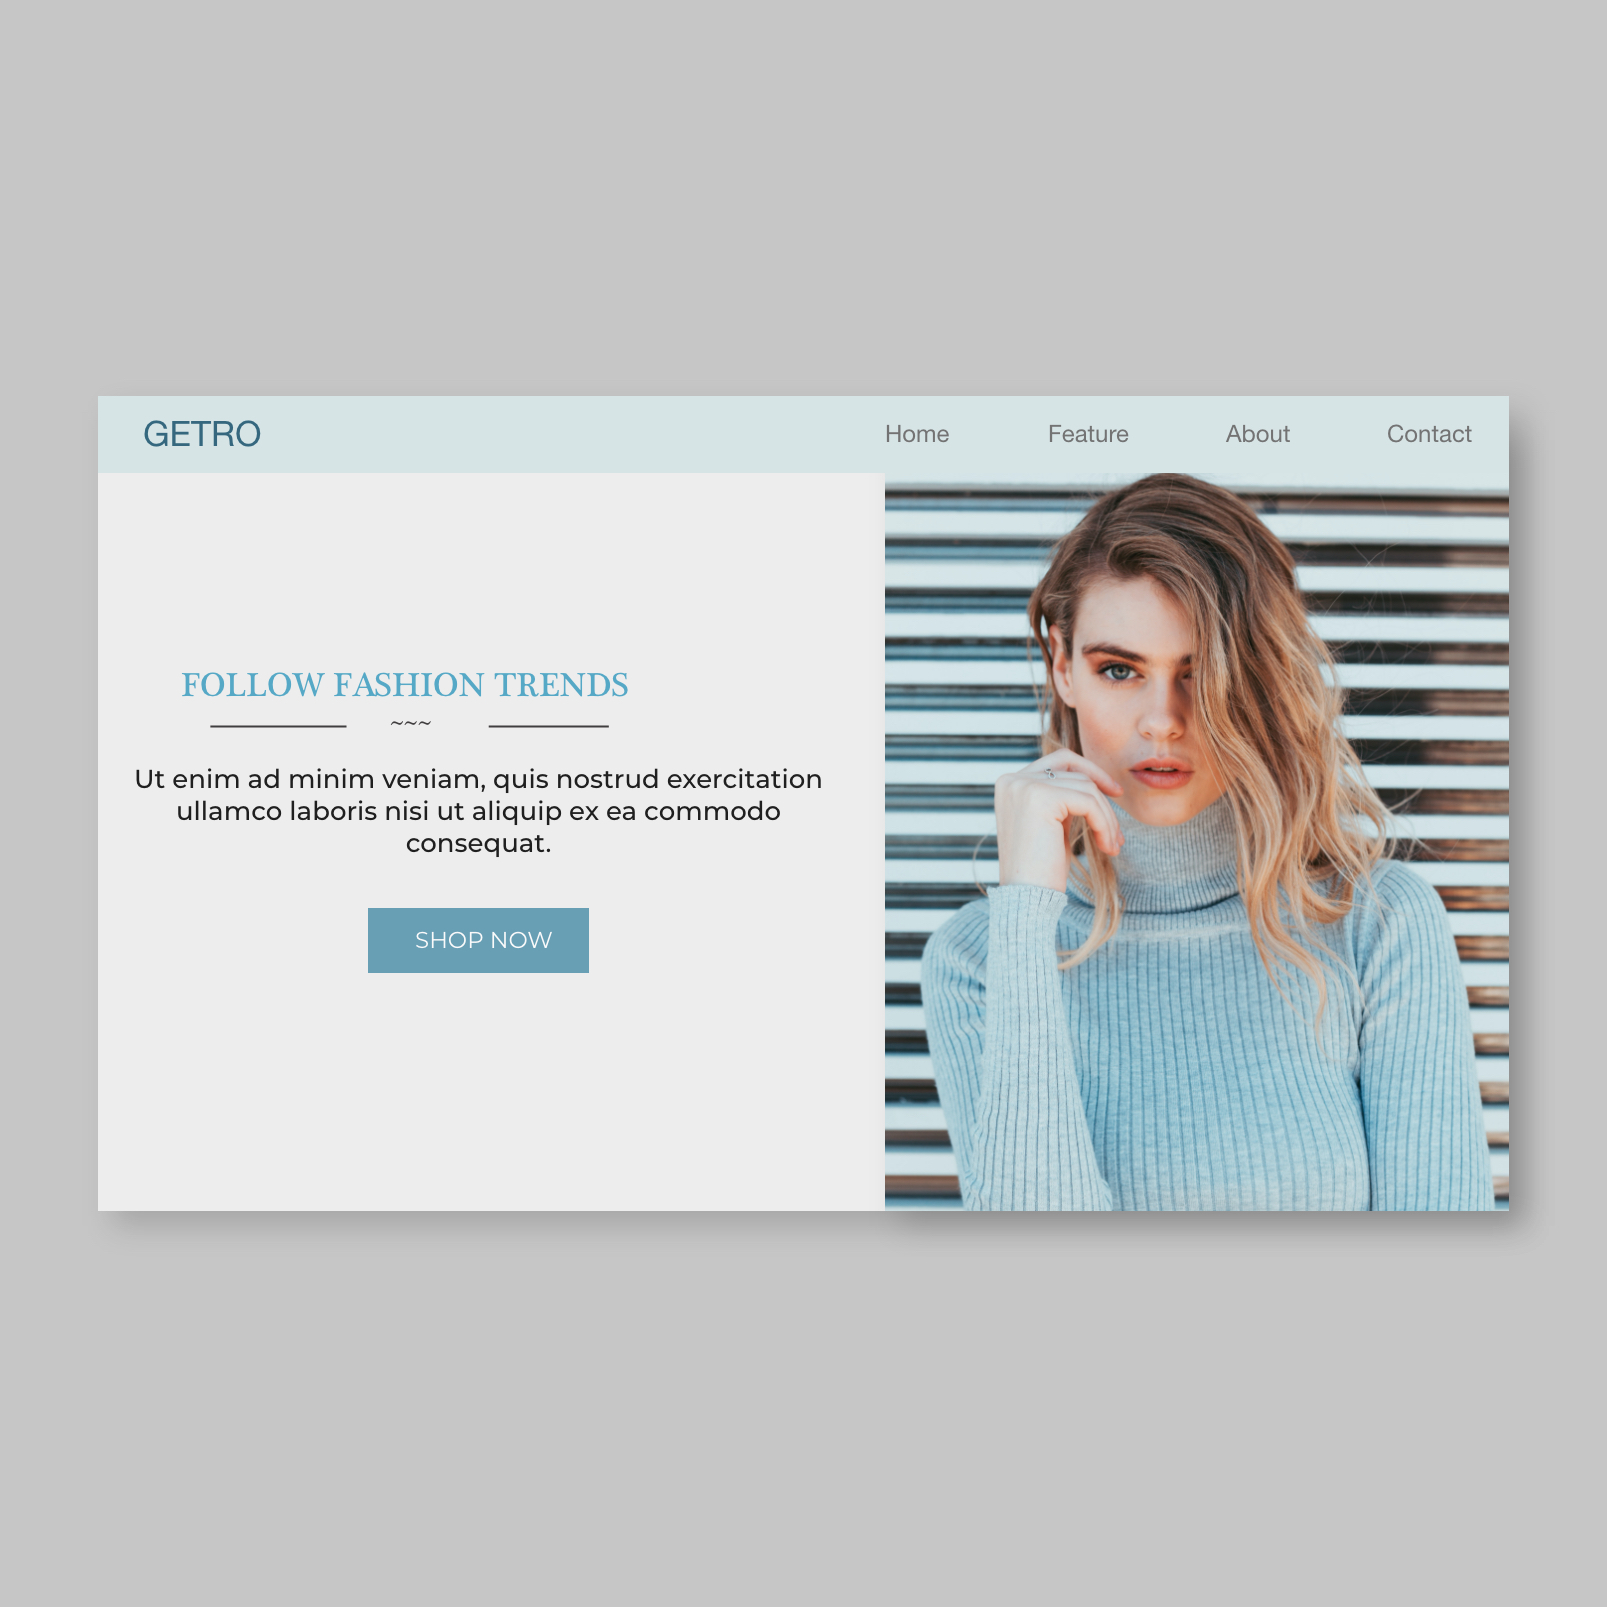 GETRO
Home Feature About Contact
FOLLOW FASHION TRENDS
~~~
Ut enim ad minim veniam, quis nostrud exercitation
ullamco laboris nisi ut aliquip ex ea commodo
consequat.
SHOP NOW